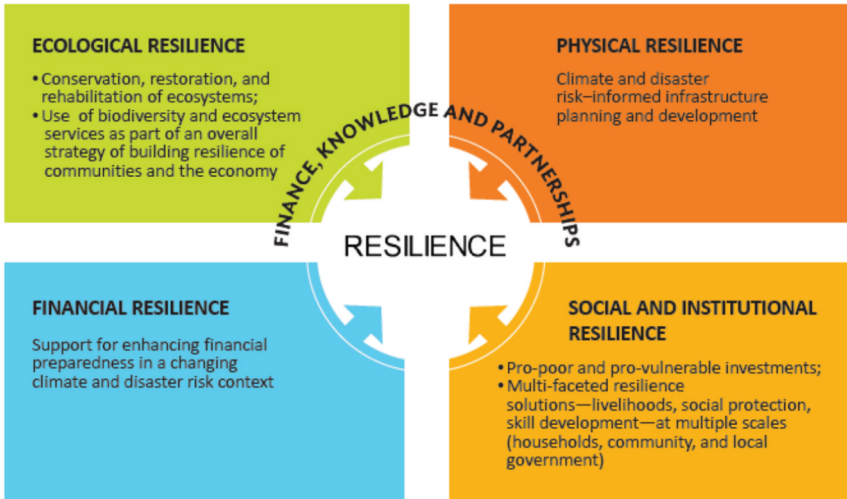 ECOLOGICAL RESILIENCE
• Conservation, restoration, and
rehabilitation of ecosystems;
• Use of biodiversity and ecosystem
services as part of an overall
strategy of building resilience of
communities and the economy
PHYSICAL RESILIENCE
Climate and disaster
risk–informed infrastructure
planning and development
FINANCE, KNOWLEDGE AND PARTNERSHIPS
RESILIENCE
FINANCIAL RESILIENCE
Support for enhancing financial
preparedness in a changing
climate and disaster risk context
SOCIAL AND INSTITUTIONAL
RESILIENCE
• Pro-poor and pro-vulnerable investments;
• Multi-faceted resilience
solutions—livelihoods, social protection,
skill development—at multiple scales
(households, community, and local
government)